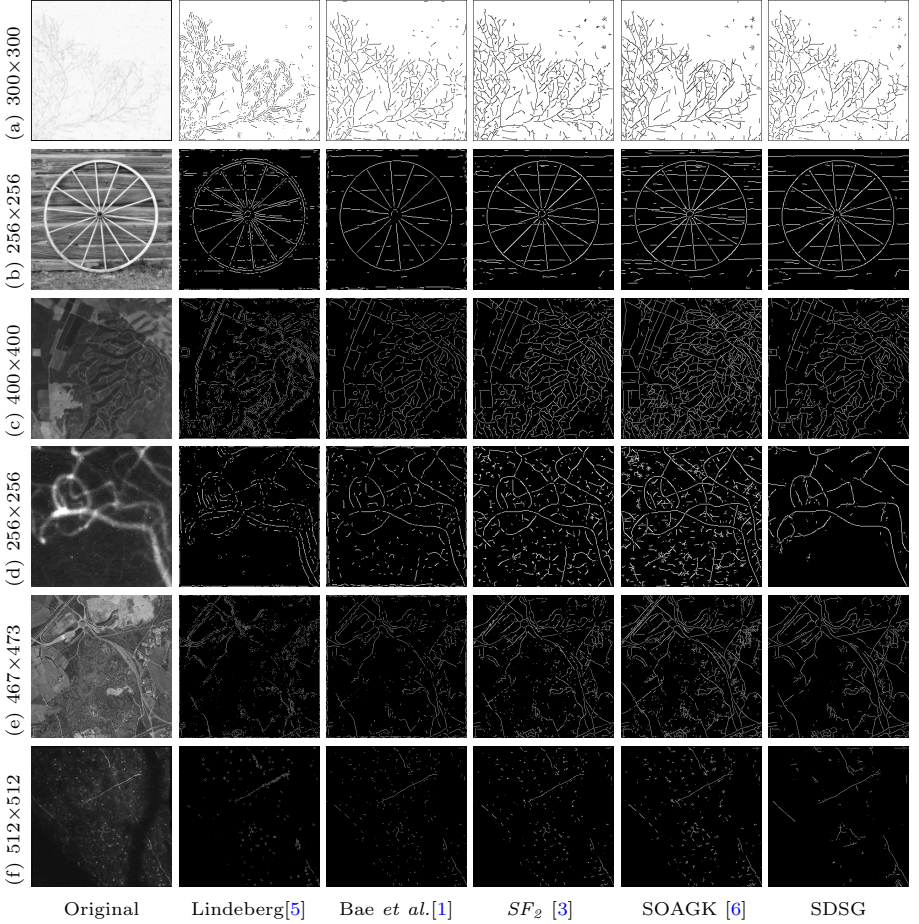 (a) 300×300
(b) 256×256
(c) 400×400
(d) 256×256
(e) 467×473
(f) 512×512
Original Lindeberg[5] Bae et al.[1] SF₂ [3] SOAGK [6] SDSG